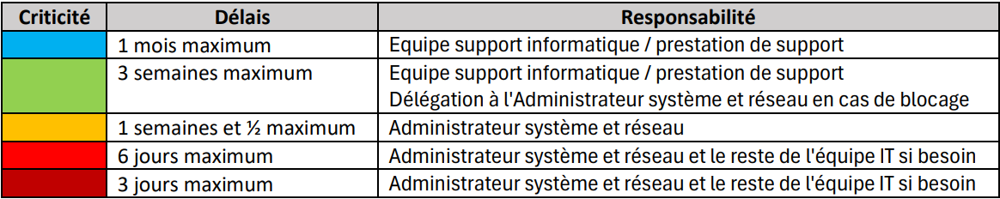 Criticité Délais Responsabilité
1 mois maximum Equipe support informatique / prestation de support
3 semaines maximum Equipe support informatique / prestation de support
Délégation à l'Administrateur système et réseau en cas de blocage
1 semaines et ½ maximum Administrateur système et réseau
6 jours maximum Administrateur système et réseau et le reste de l'équipe IT si besoin
3 jours maximum Administrateur système et réseau et le reste de l'équipe IT si besoin